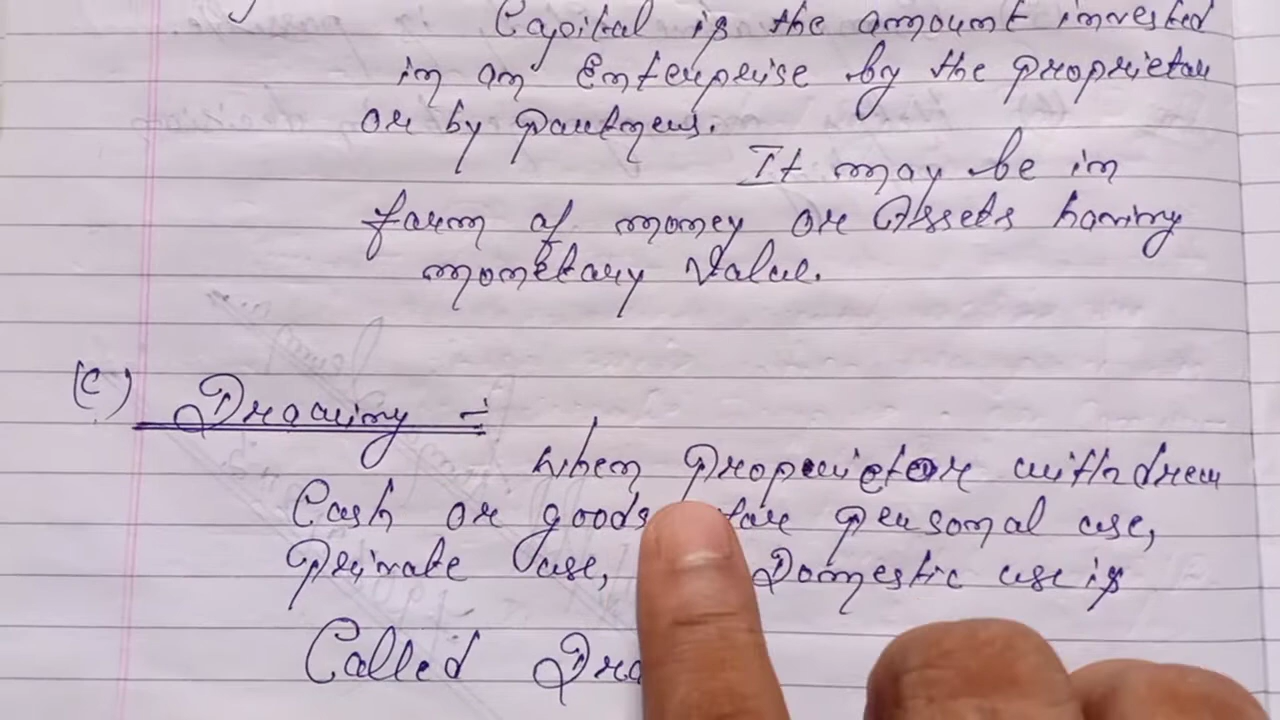 Capital is the amount invested
in an Enterprise by the proprietor
or by partners.
It may be in
form of money or Assets having
monetary Value.
(C) Drawing :-
When proprietor withdrew
Cash or goods for personal use,
Private use, Domestic use is
Called